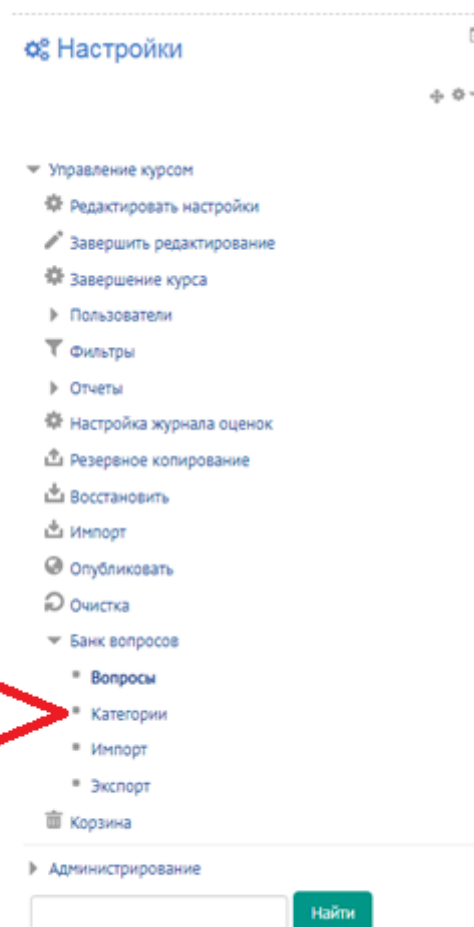 Настройки
Управление курсом
Редактировать настройки
Завершить редактирование
Завершение курса
Пользователи
Фильтры
Отчеты
Настройка журнала оценок
Резервное копирование
Восстановить
Импорт
Опубликовать
Очистка
Банк вопросов
Вопросы
Категории
Импорт
Экспорт
Корзина
Администрирование
Найти